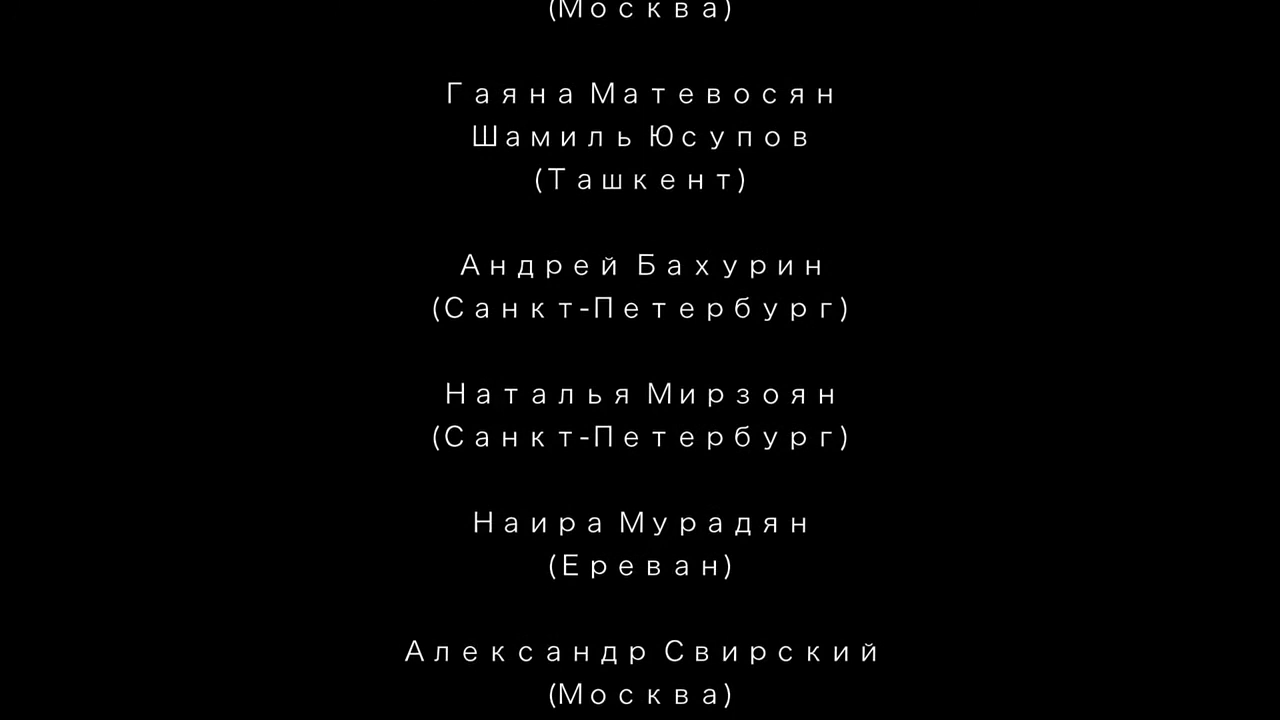 (Москва)
Гаяна Матевосян
Шамиль Юсупов
(Ташкент)
Андрей Бахурин
(Санкт-Петербург)
Наталья Мирзоян
(Санкт-Петербург)
Наира Мурадян
(Ереван)
Александр Свирский
(Москва)